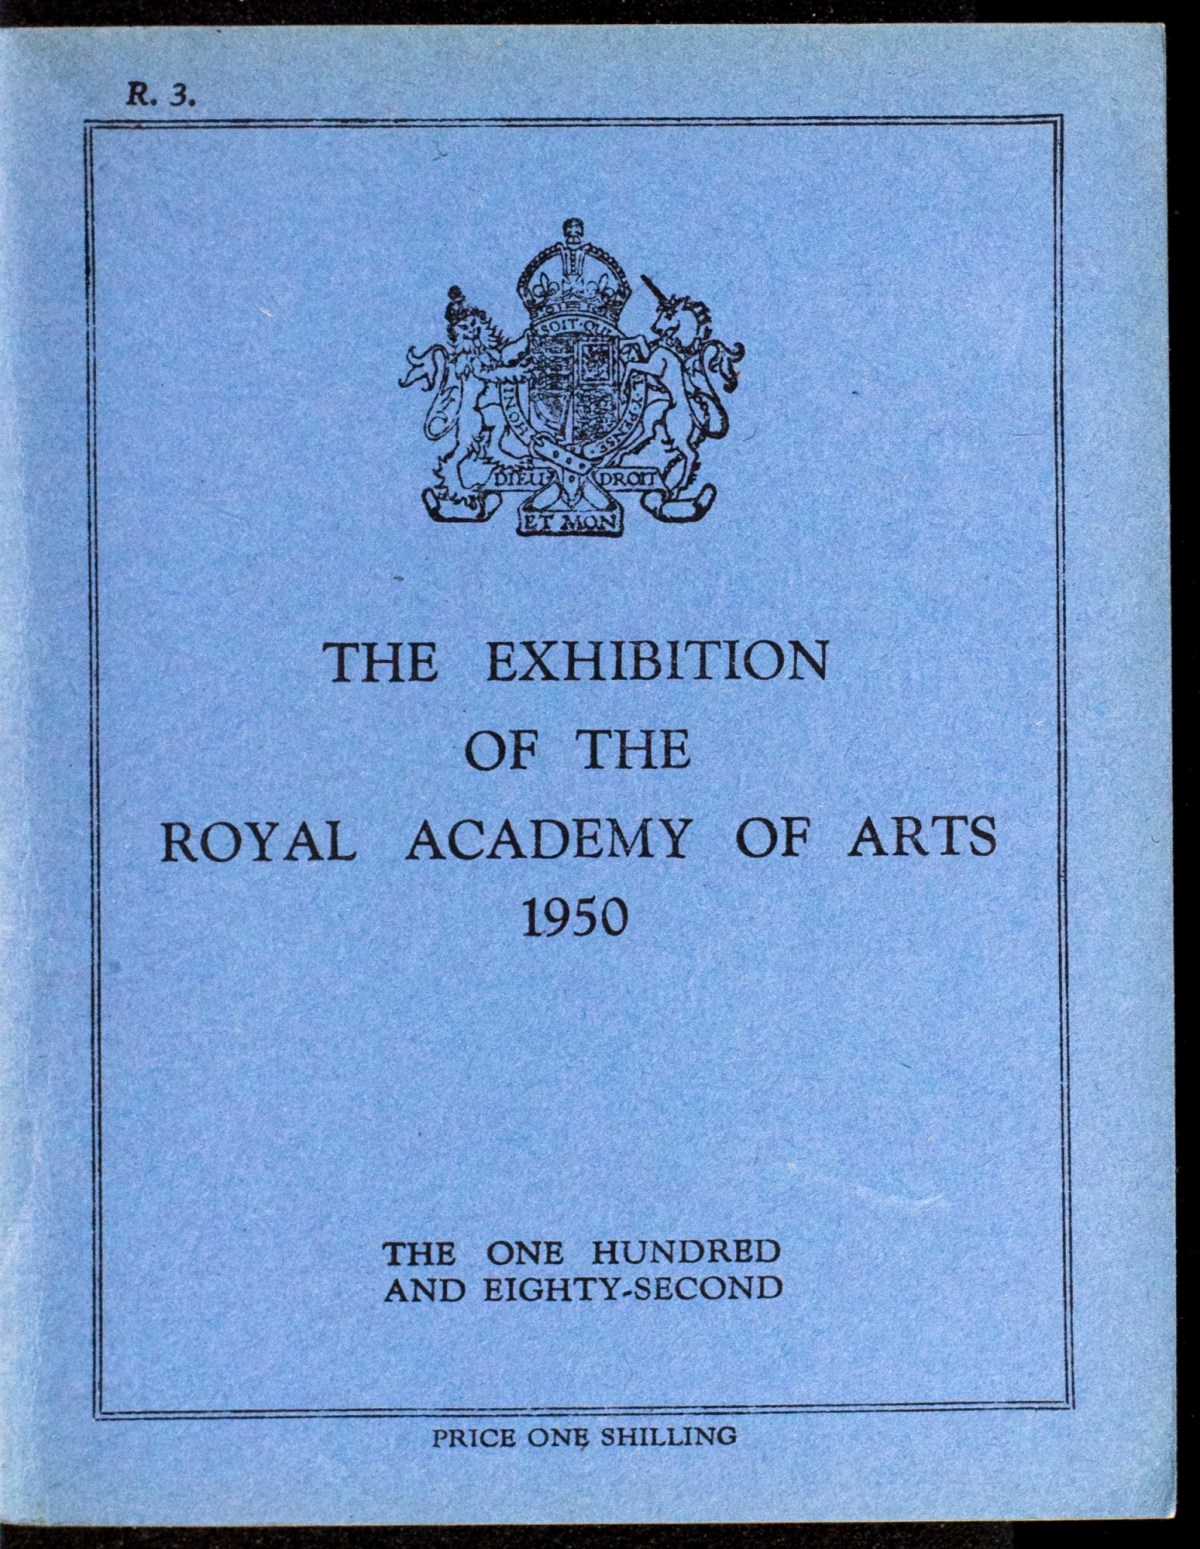 R. 3.
SOIT QUI
HONI
DIEU DROIT
ET MON
THE EXHIBITION
OF THE
ROYAL ACADEMY OF ARTS
1950
THE ONE HUNDRED
AND EIGHTY-SECOND
PRICE ONE SHILLING